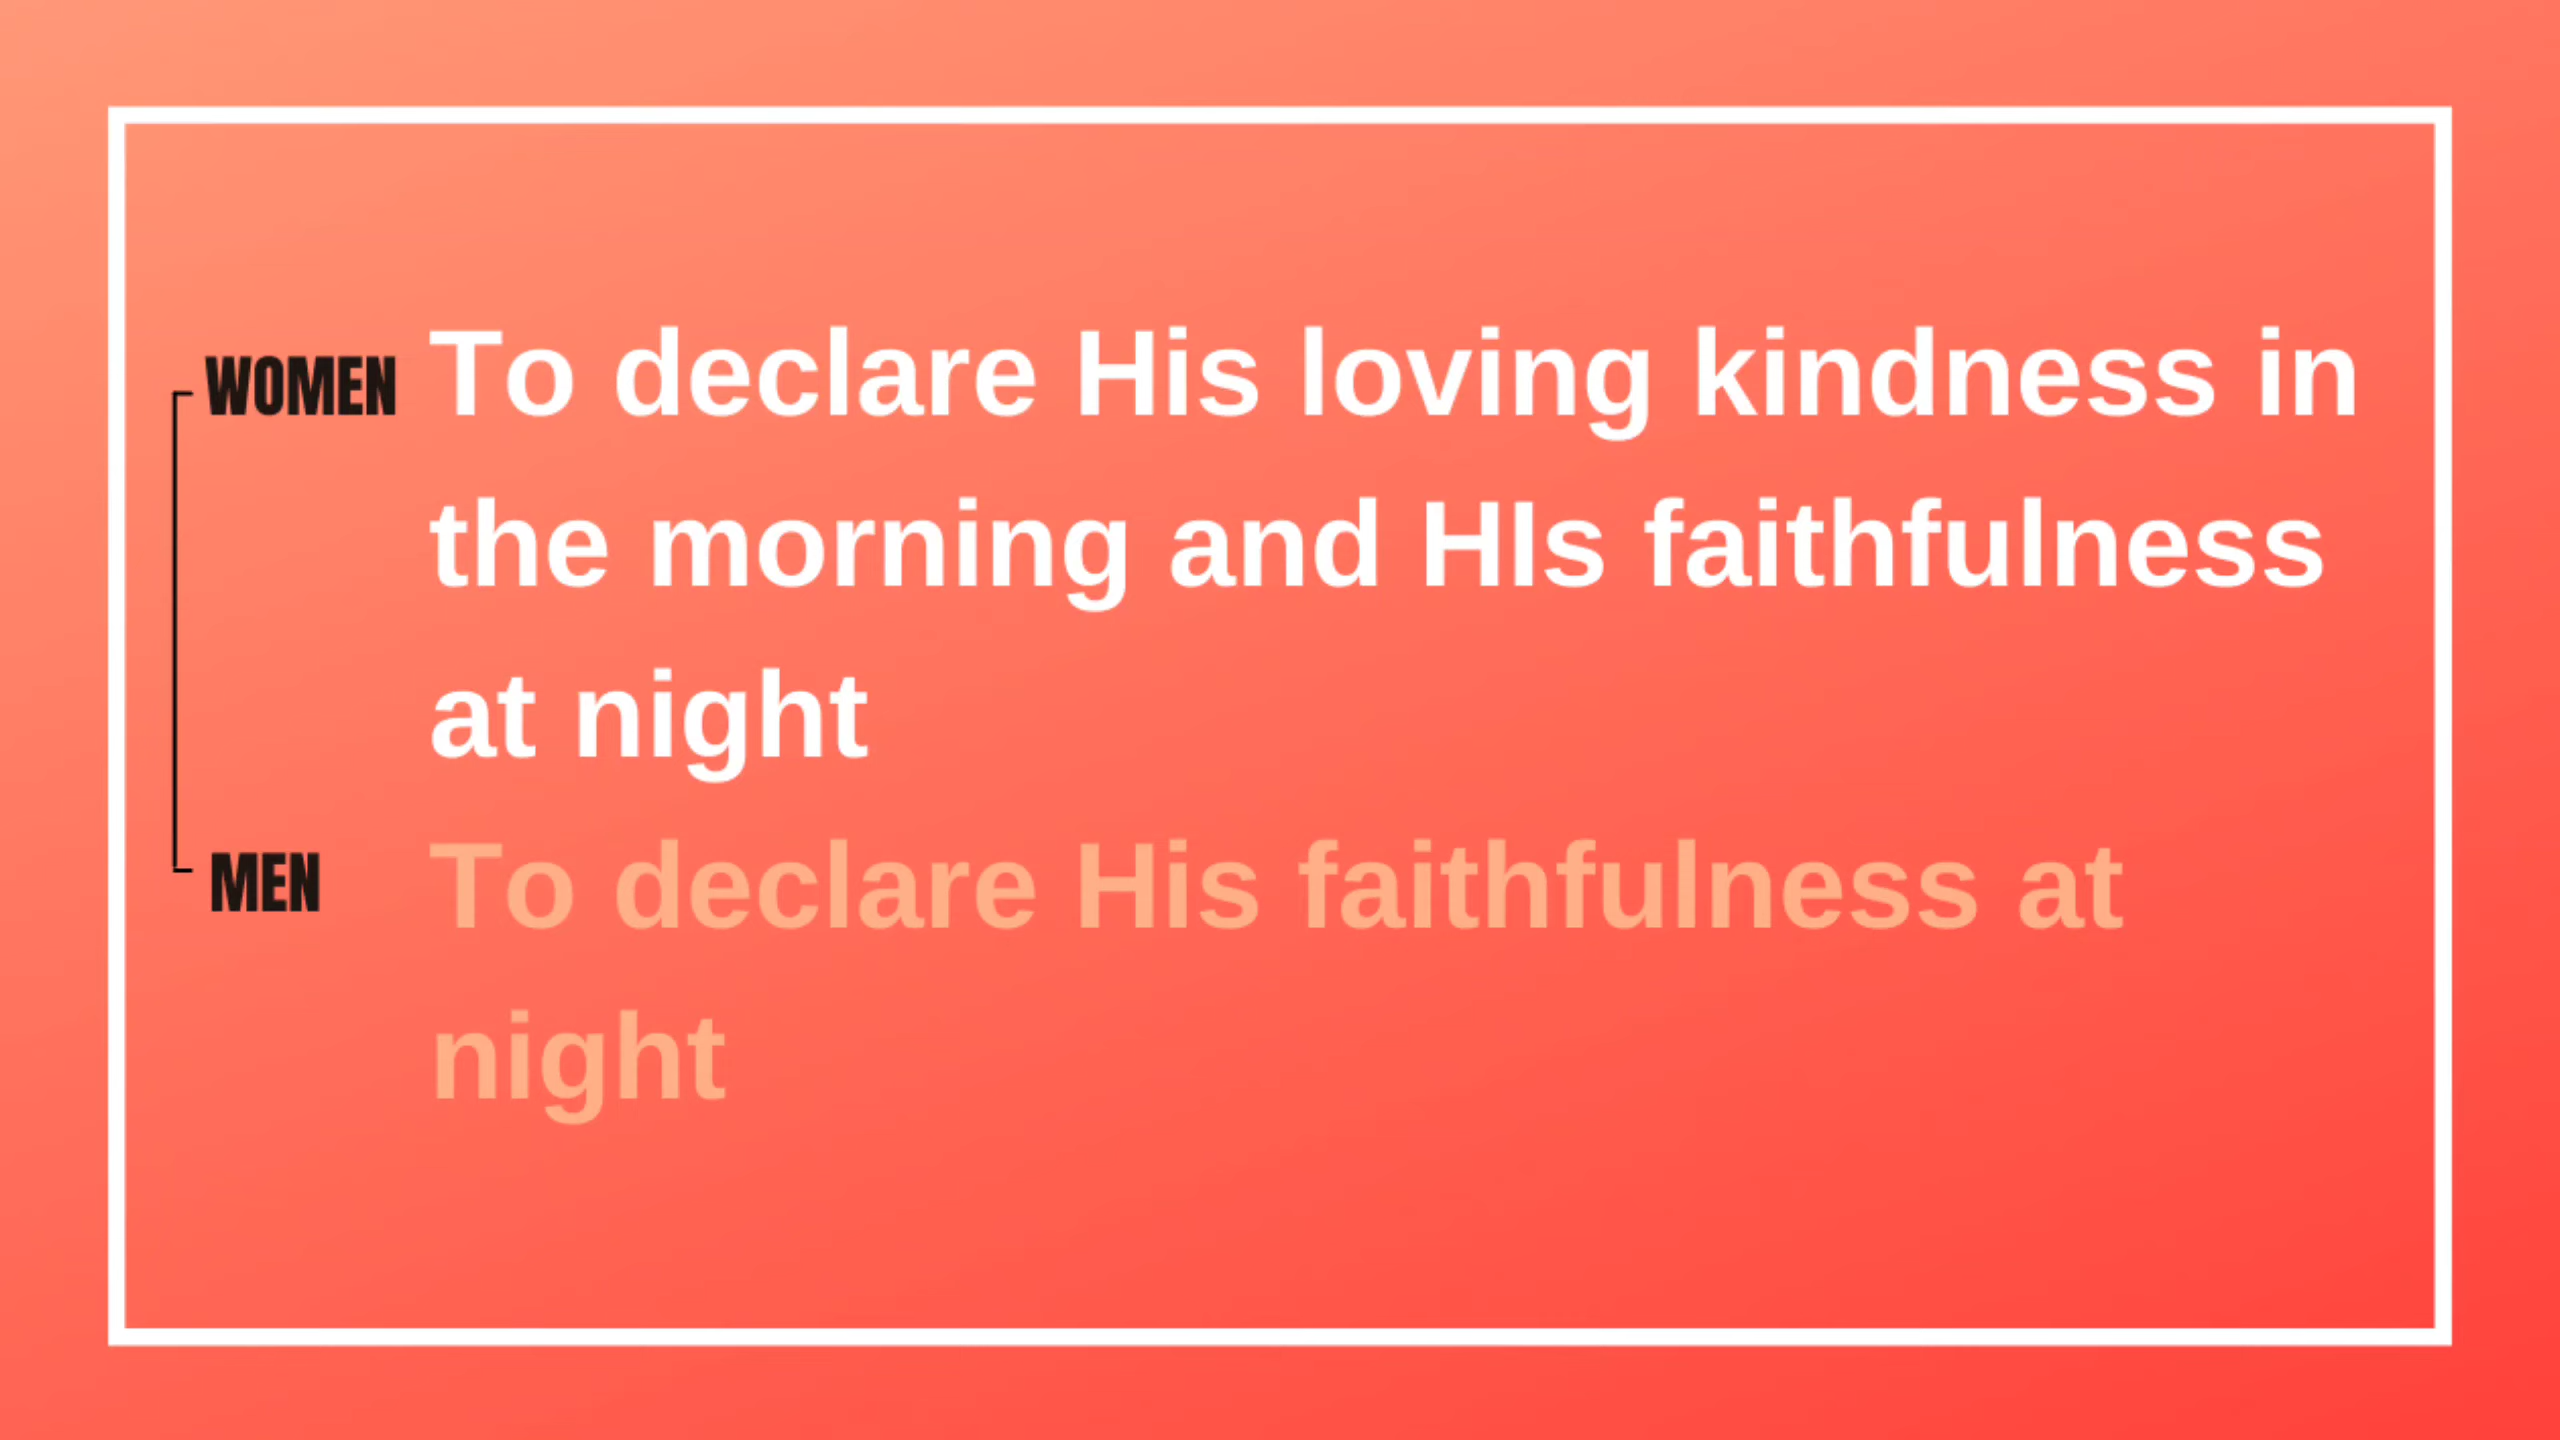 WOMEN To declare His loving kindness in
the morning and HIs faithfulness
at night
MEN To declare His faithfulness at
night